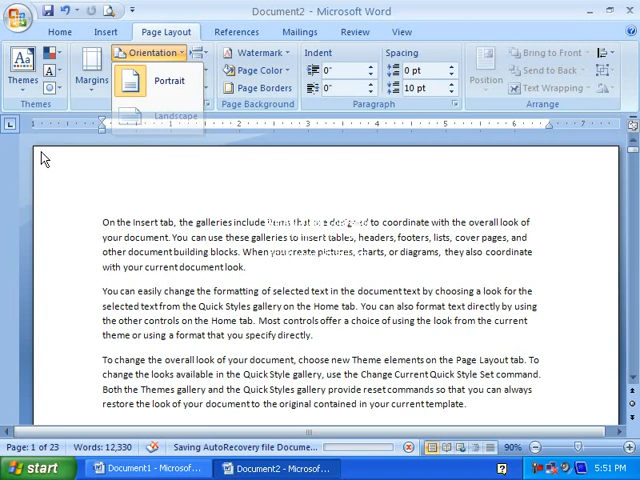 Document2 - Microsoft Word
Home Insert Page Layout References Mailings Review View
Themes
Margins
Orientation
Watermark
Page Color
Page Borders
Indent
0"
0"
Spacing
0 pt
10 pt
Position
Bring to Front
Send to Back
Text Wrapping
Themes Page Background Paragraph Arrange
Portrait
Landscape
1 1 2 3 4 5 6 7
On the Insert tab, the galleries include items that are designed to coordinate with the overall look of
your document. You can use these galleries to insert tables, headers, footers, lists, cover pages, and
other document building blocks. When you create pictures, charts, or diagrams, they also coordinate
with your current document look.
You can easily change the formatting of selected text in the document text by choosing a look for the
selected text from the Quick Styles gallery on the Home tab. You can also format text directly by using
the other controls on the Home tab. Most controls offer a choice of using the look from the current
theme or using a format that you specify directly.
To change the overall look of your document, choose new Theme elements on the Page Layout tab. To
change the looks available in the Quick Style gallery, use the Change Current Quick Style Set command.
Both the Themes gallery and the Quick Styles gallery provide reset commands so that you can always
restore the look of your document to the original contained in your current template.
Page: 1 of 23 Words: 12,330 Saving AutoRecovery file Docume... 90%
start Document1 - Microsof... Document2 - Microsof... 5:51 PM